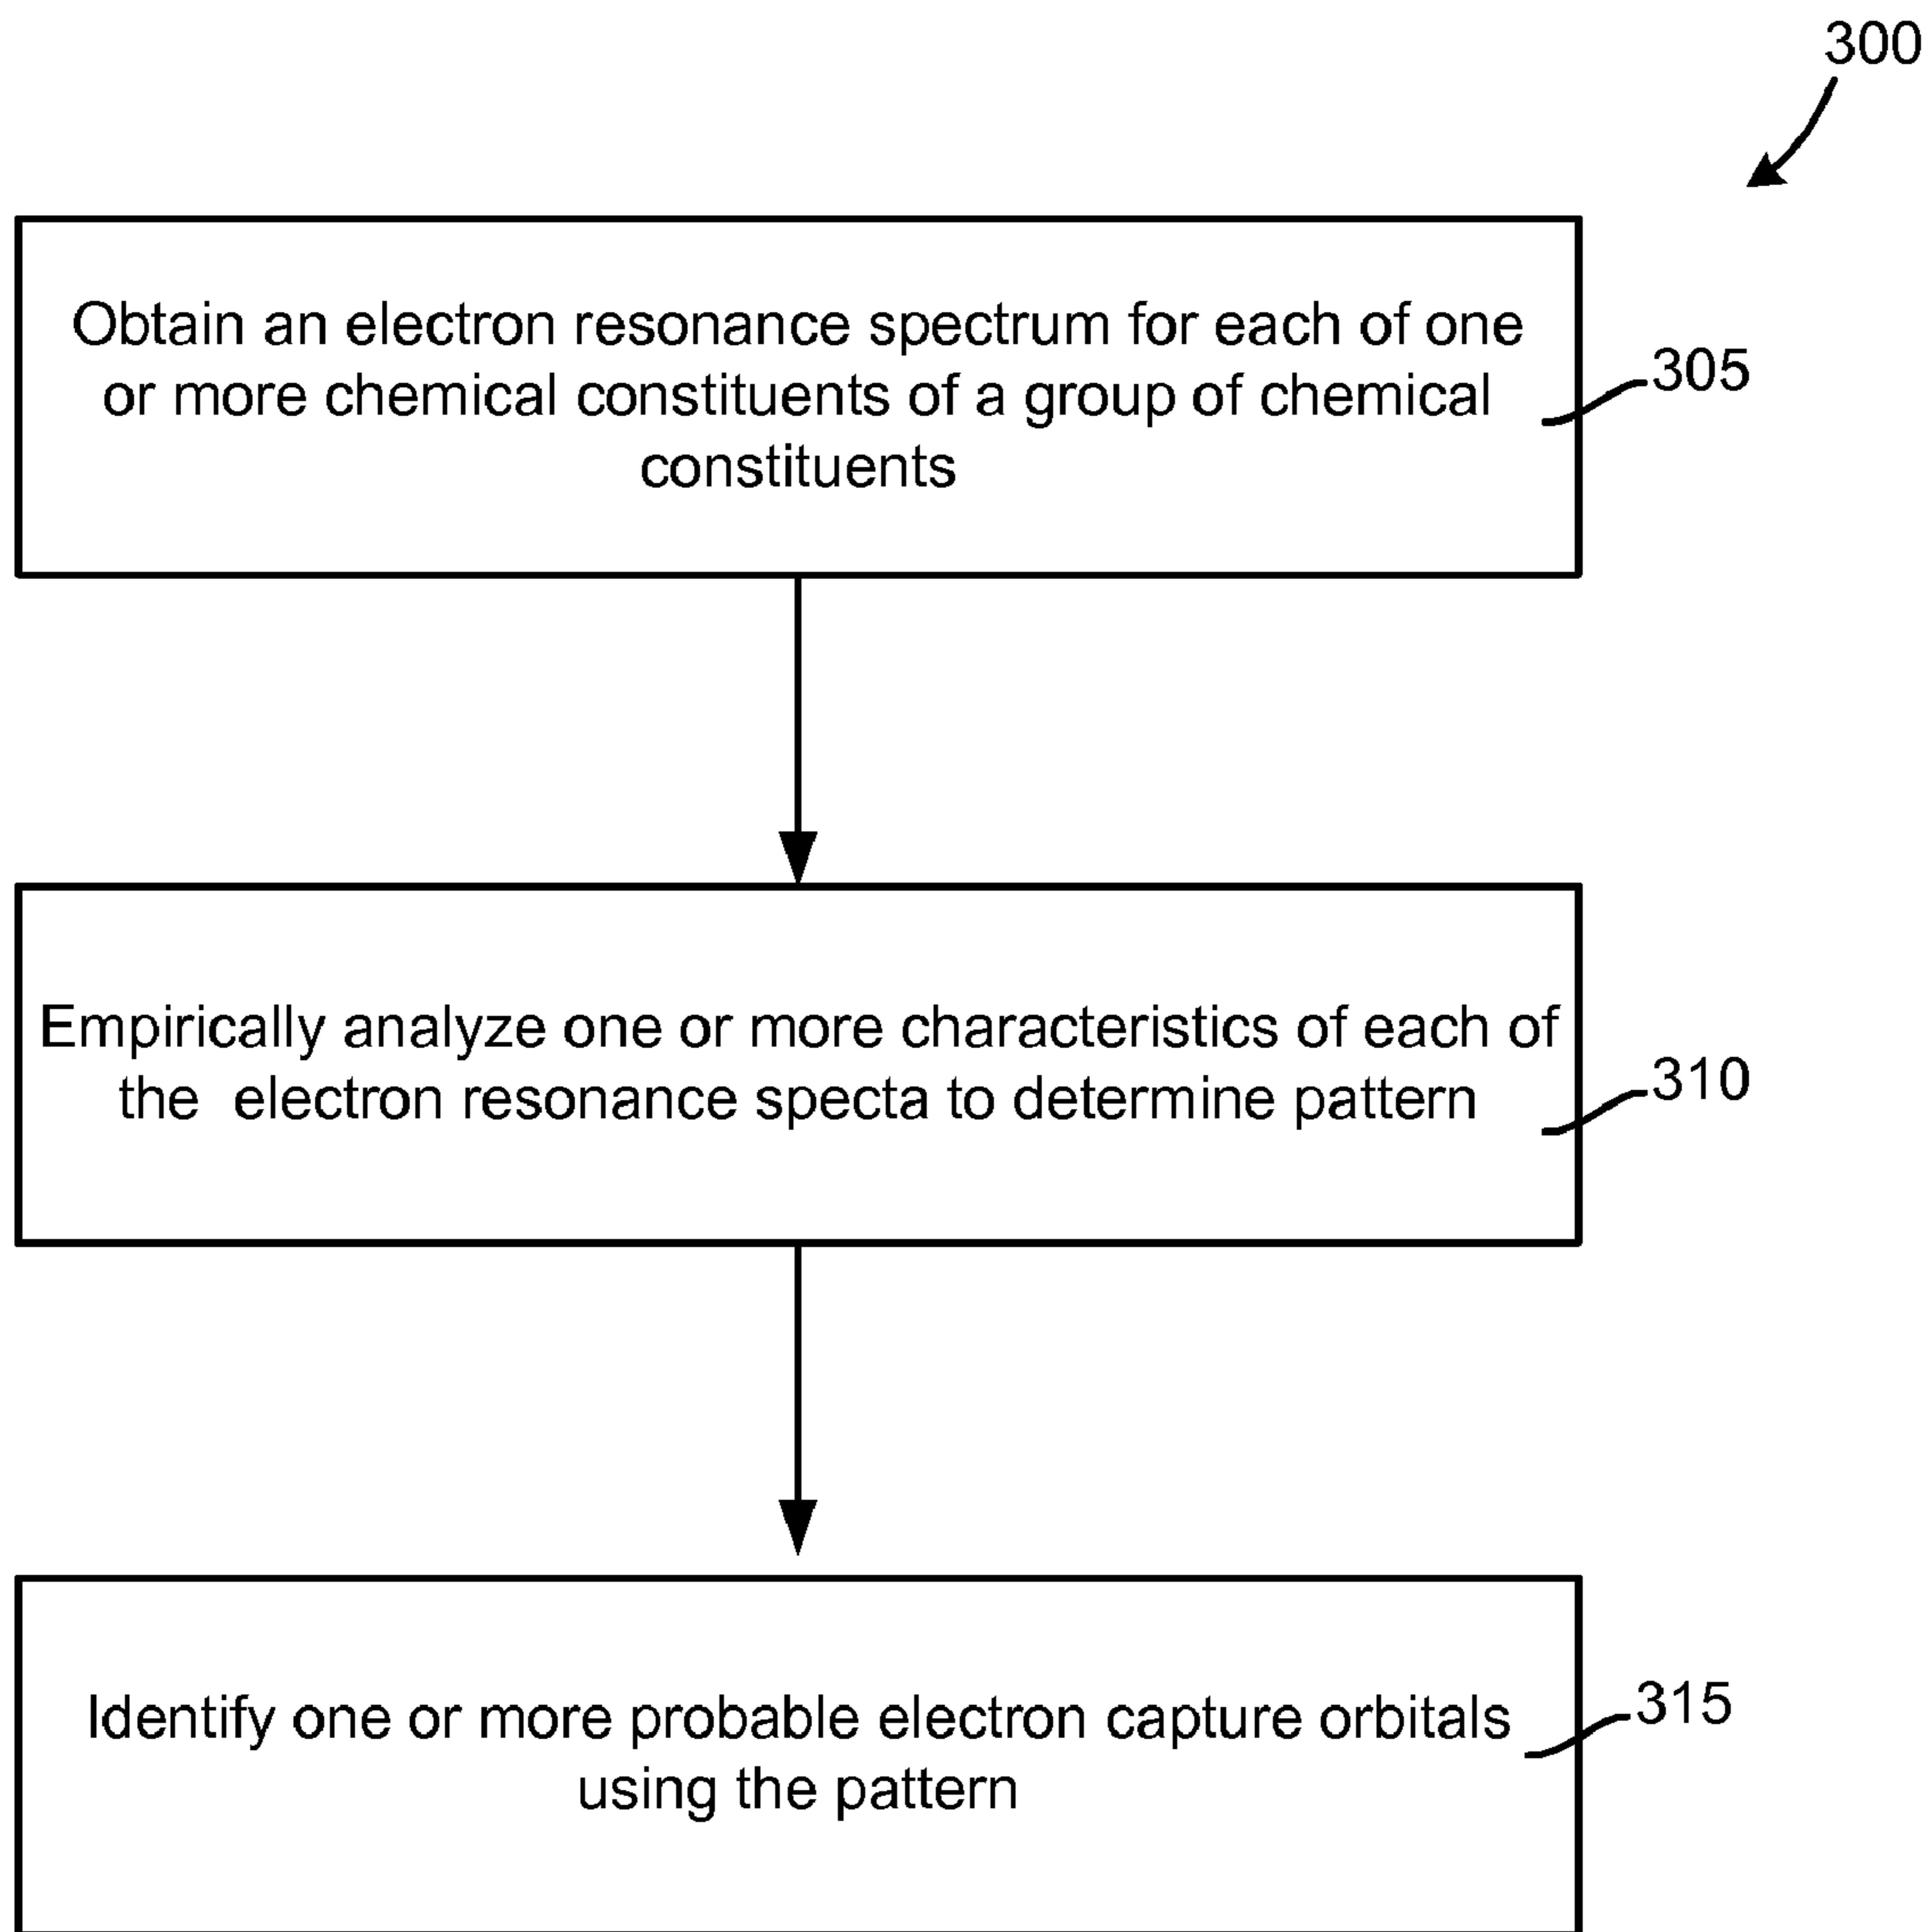 300
Obtain an electron resonance spectrum for each of one
or more chemical constituents of a group of chemical
constituents
305
Empirically analyze one or more characteristics of each of
the  electron resonance specta to determine pattern
310
Identify one or more probable electron capture orbitals
using the pattern
315